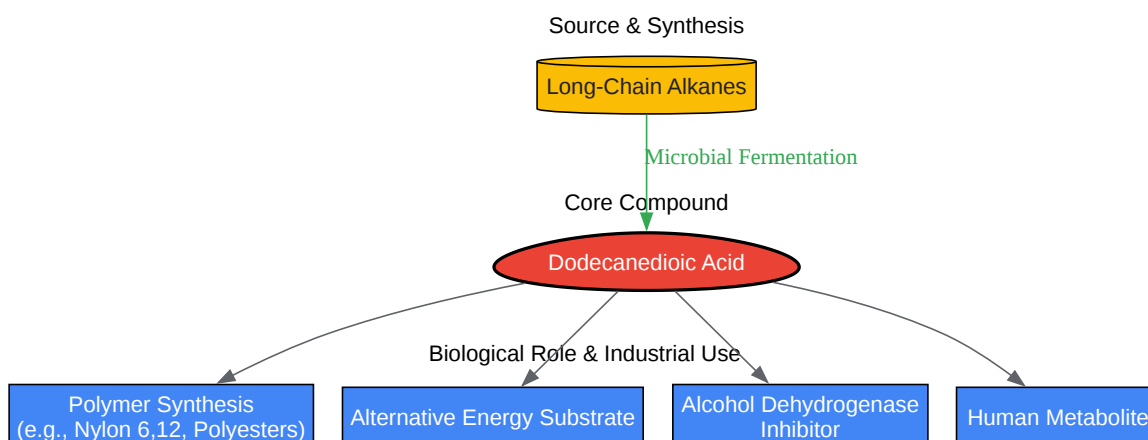 Source & Synthesis
Long-Chain Alkanes
Microbial Fermentation
Core Compound
Dodecanedioic Acid
Biological Role & Industrial Use
Polymer Synthesis
(e.g., Nylon 6,12, Polyesters)
Alternative Energy Substrate
Alcohol Dehydrogenase
Inhibitor
Human Metabolite